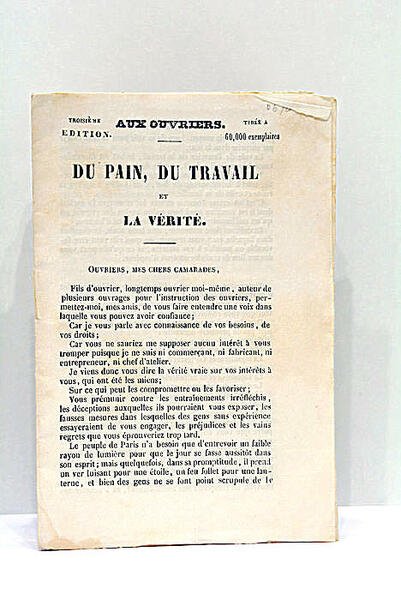 TROISIÈME AUX OUVRIERS. TIRÉE A
EDITION. 60,000 exemplaires
DU PAIN, DU TRAVAIL
ET
LA VÉRITÉ.
OUVRIERS, MES CHERS CAMARADES,
Fils d'ouvrier, longtemps ouvrier moi-même, auteur de
plusieurs ouvrages pour l'instruction des ouvriers, per-
mettez-moi, mes amis, de vous faire entendre une voix dans
laquelle vous pouvez avoir confiance;
Car je vous parle avec connaissance de vos besoins, de
vos droits;
Car vous ne sauriez me supposer aucun intérêt à vous
tromper puisque je ne suis ni commerçant, ni fabricant, ni
entrepreneur, ni chef d'atelier.
Je viens donc vous dire la vérité vraie sur vos intérêts à
vous, qui ont été les miens;
Sur ce qui peut les compromettre ou les favoriser;
Vous prémunir contre les entraînements irréfléchis,
les déceptions auxquelles ils pourraient vous exposer, les
fausses mesures dans lesquelles des gens sans expérience
essayeraient de vous engager, les préjudices et les vains
regrets que vous éprouveriez trop tard.
Le peuple de Paris n'a besoin que d'entrevoir un faible
rayon de lumière pour que le jour se fasse aussitôt dans
son esprit; mais quelquefois, dans sa promptitude, il prend
un ver luisant pour une étoile, un feu follet pour une lan-
terne, et bien des gens ne se font point scrupule de le